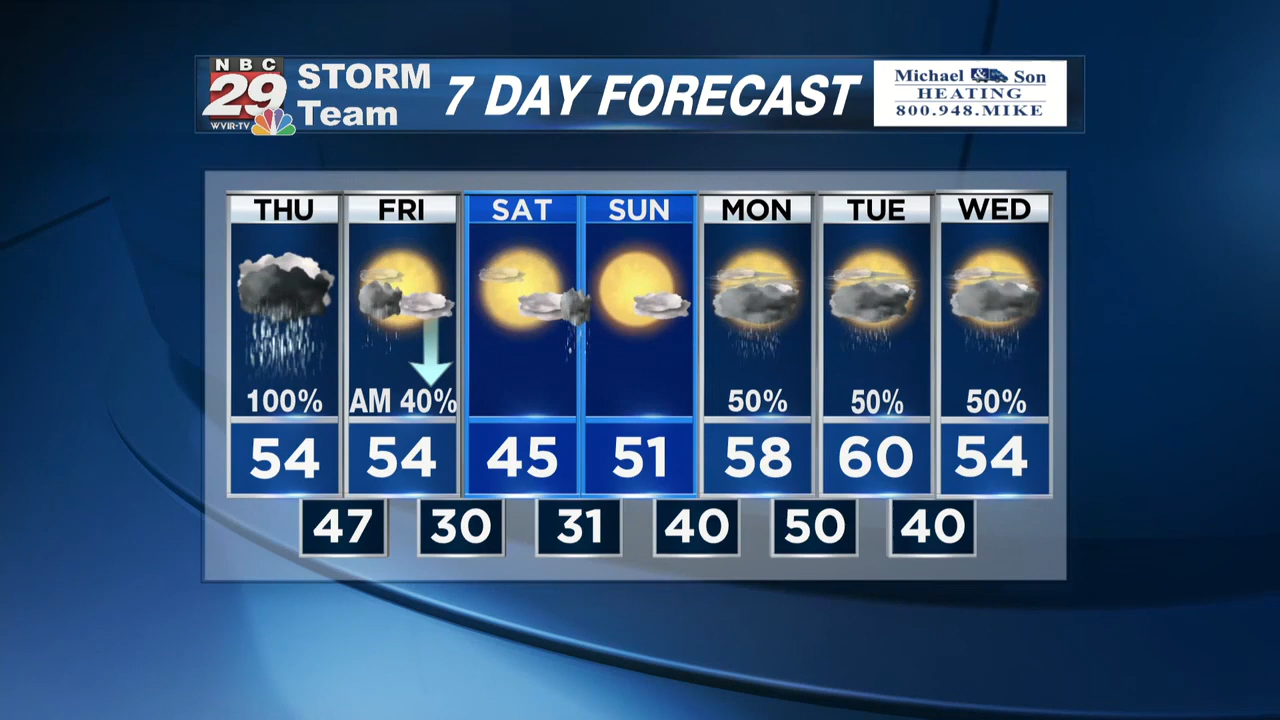 NBC
29
WVIR-TV
STORM
Team
7 DAY FORECAST
Michael & Son
HEATING
800.948.MIKE
THU FRI SAT SUN MON TUE WED
100% AM 40% 50% 50% 50%
54 54 45 51 58 60 54
47 30 31 40 50 40